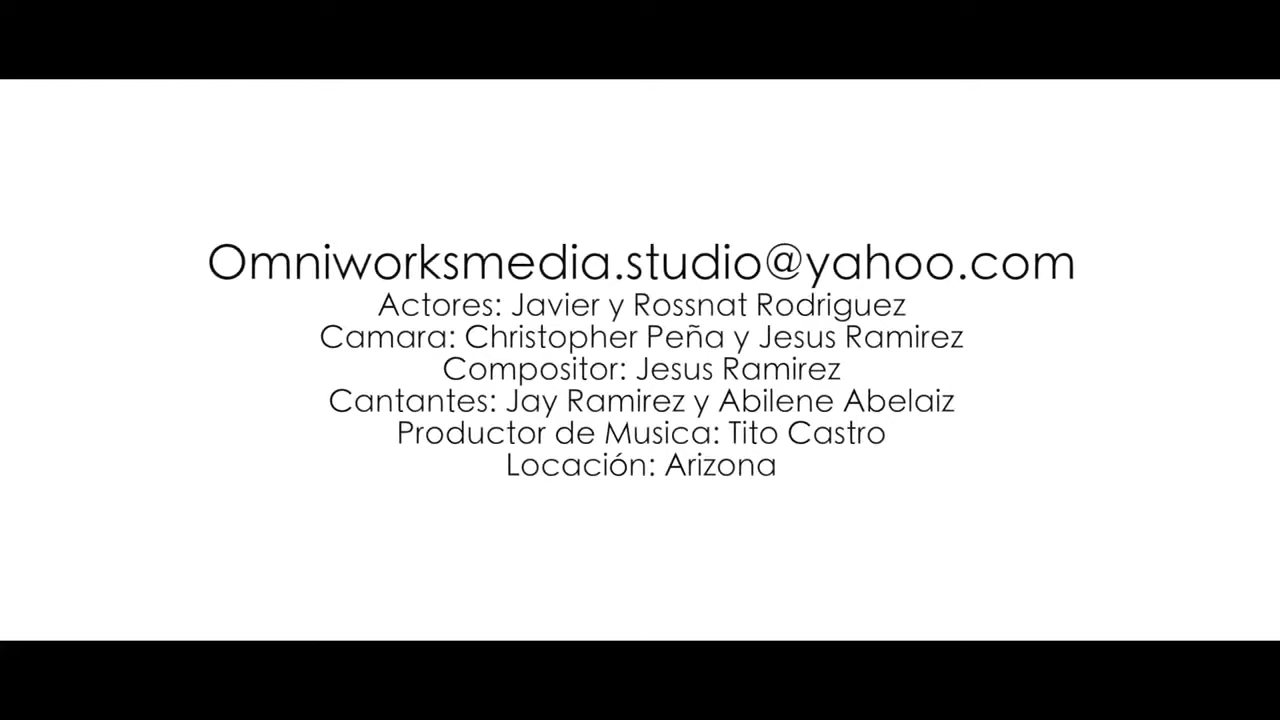 Omniworksmedia.studio@yahoo.com
Actores: Javier y Rossnat Rodriguez
Camara: Christopher Peña y Jesus Ramirez
Compositor: Jesus Ramirez
Cantantes: Jay Ramirez y Abilene Abelaiz
Productor de Musica: Tito Castro
Locación: Arizona